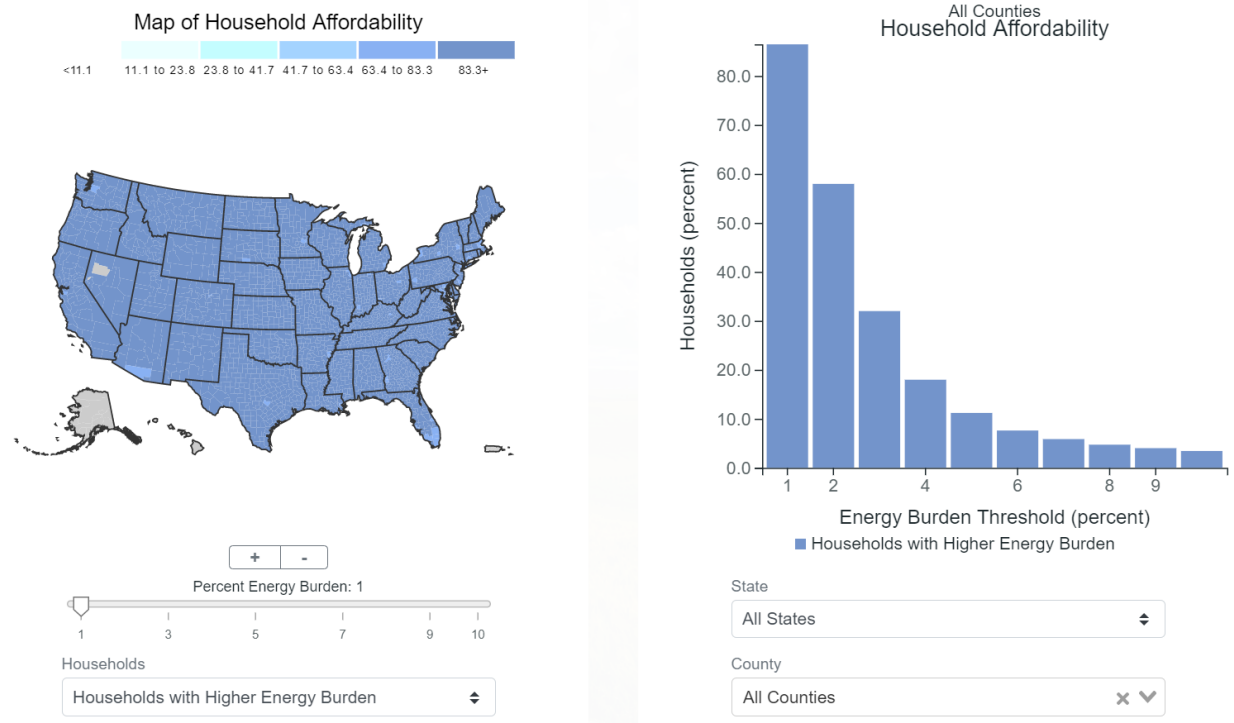 Map of Household Affordability
<11.1 11.1 to 23.8 23.8 to 41.7 41.7 to 63.4 63.4 to 83.3 83.3+
+ -
Percent Energy Burden: 1
1 3 5 7 9 10
Households
Households with Higher Energy Burden
All Counties
Household Affordability
Households (percent)
80.0
70.0
60.0
50.0
40.0
30.0
20.0
10.0
0.0
1 2 4 6 8 9
Energy Burden Threshold (percent)
Households with Higher Energy Burden
State
All States
County
All Counties